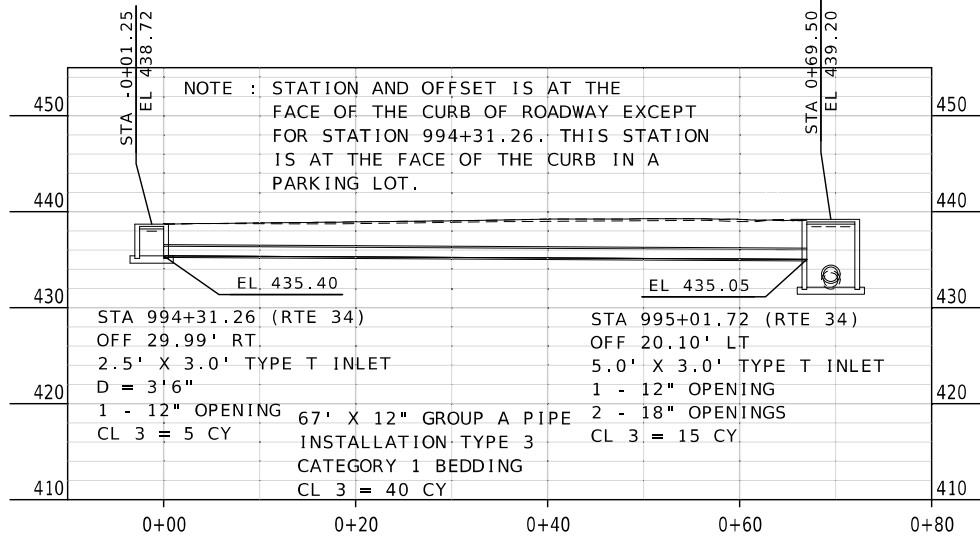 STA -0+01.25
EL 438.72
STA 0+69.50
EL 439.20
NOTE : STATION AND OFFSET IS AT THE
FACE OF THE CURB OF ROADWAY EXCEPT
FOR STATION 994+31.26. THIS STATION
IS AT THE FACE OF THE CURB IN A
PARKING LOT.
450
450
440
440
EL 435.40
EL 435.05
430
430
STA 994+31.26 (RTE 34)
OFF 29.99' RT
2.5' X 3.0' TYPE T INLET
D = 3'6"
1 - 12" OPENING
CL 3 = 5 CY
STA 995+01.72 (RTE 34)
OFF 20.10' LT
5.0' X 3.0' TYPE T INLET
1 - 12" OPENING
2 - 18" OPENINGS
CL 3 = 15 CY
420
420
67' X 12" GROUP A PIPE
INSTALLATION TYPE 3
CATEGORY 1 BEDDING
CL 3 = 40 CY
410
410
0+00
0+20
0+40
0+60
0+80